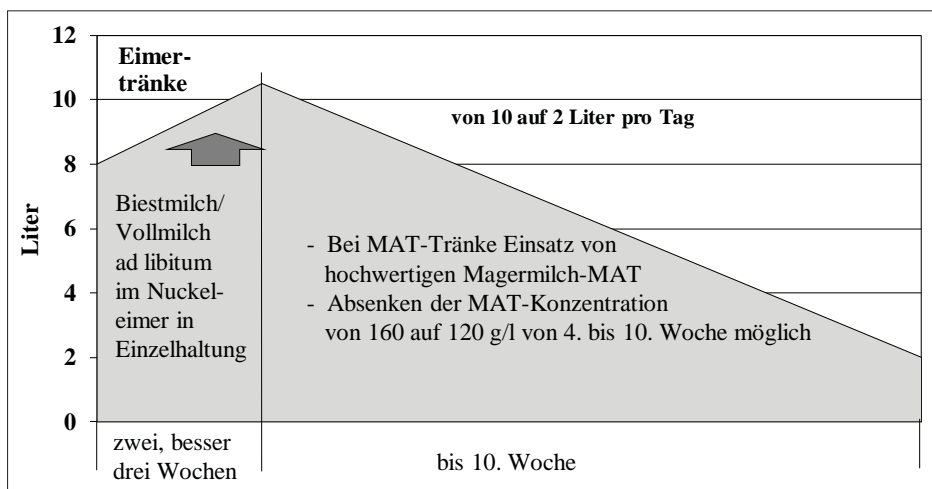 12
10
8
6
4
2
0
Liter
Eimer-
tränke
von 10 auf 2 Liter pro Tag
Biestmilch/
Vollmilch
ad libitum
im Nuckel-
eimer in
Einzelhaltung
- Bei MAT-Tränke Einsatz von
hochwertigen Magermilch-MAT
- Absenken der MAT-Konzentration
von 160 auf 120 g/l von 4. bis 10. Woche möglich
zwei, besser
drei Wochen
bis 10. Woche